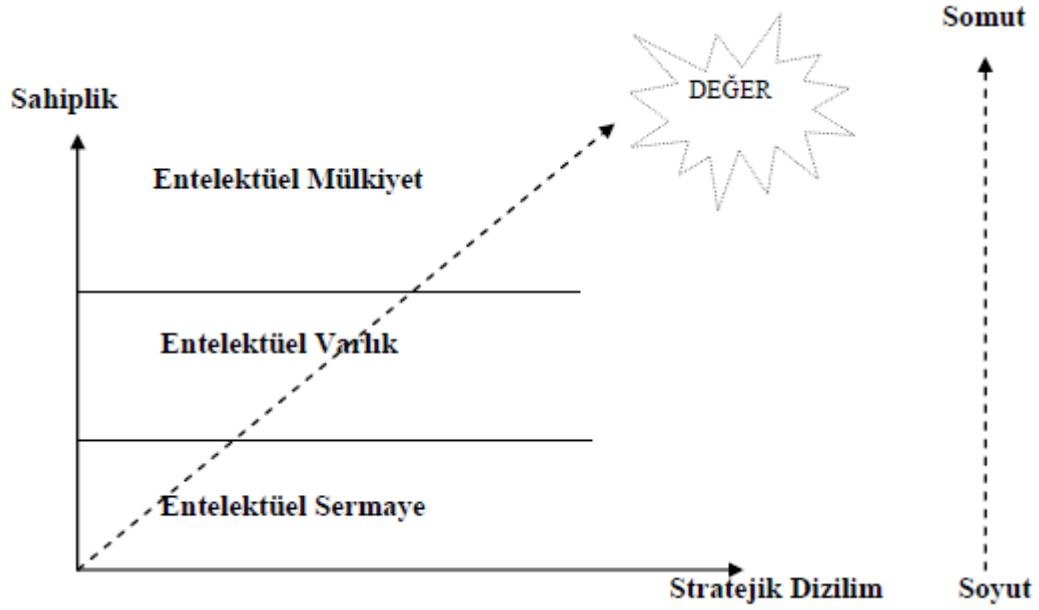 Somut
DEĞER
Sahiplik
Entelektüel Mülkiyet
Entelektüel Varlık
Entelektüel Sermaye
Stratejik Dizilim
Soyut